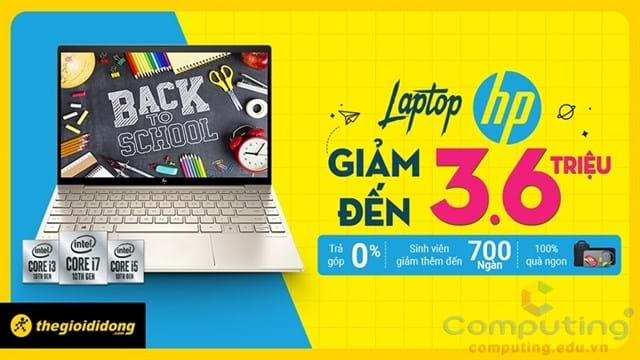 BACK
TO
SCHOOL
hp
intel
CORE i3
10TH GEN
intel
CORE i7
10TH GEN
intel
CORE i5
10TH GEN
thegioididong
.com
Laptop hp
GIẢM ĐẾN 3.6 TRIỆU
Trả góp 0%
Sinh viên giảm thêm đến 700 Ngàn
100% quà ngon
Computing
computing.edu.vn